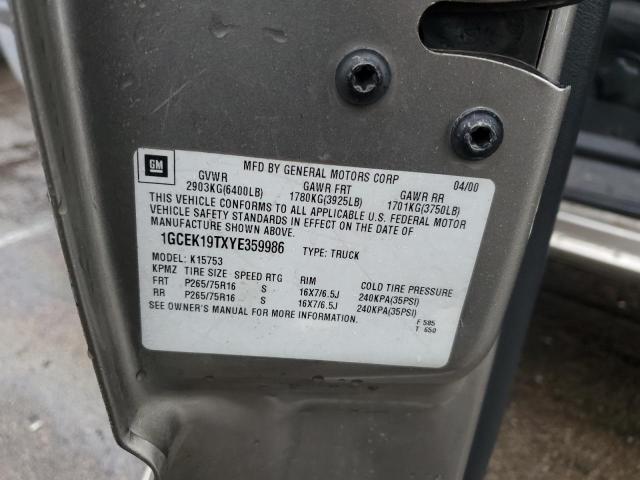 GM
MFD BY GENERAL MOTORS CORP 04/00
GVWR GAWR FRT GAWR RR
2903KG(6400LB) 1780KG(3925LB) 1701KG(3750LB)
THIS VEHICLE CONFORMS TO ALL APPLICABLE U.S. FEDERAL MOTOR
VEHICLE SAFETY STANDARDS IN EFFECT ON THE DATE OF
MANUFACTURE SHOWN ABOVE.
1GCEK19TXYE359986 TYPE: TRUCK
MODEL: K15753
KPMZ TIRE SIZE SPEED RTG RIM COLD TIRE PRESSURE
FRT P265/75R16 S 16X7/6.5J 240KPA(35PSI)
RR P265/75R16 S 16X7/6.5J 240KPA(35PSI)
SEE OWNER'S MANUAL FOR MORE INFORMATION.
F 585
T 650